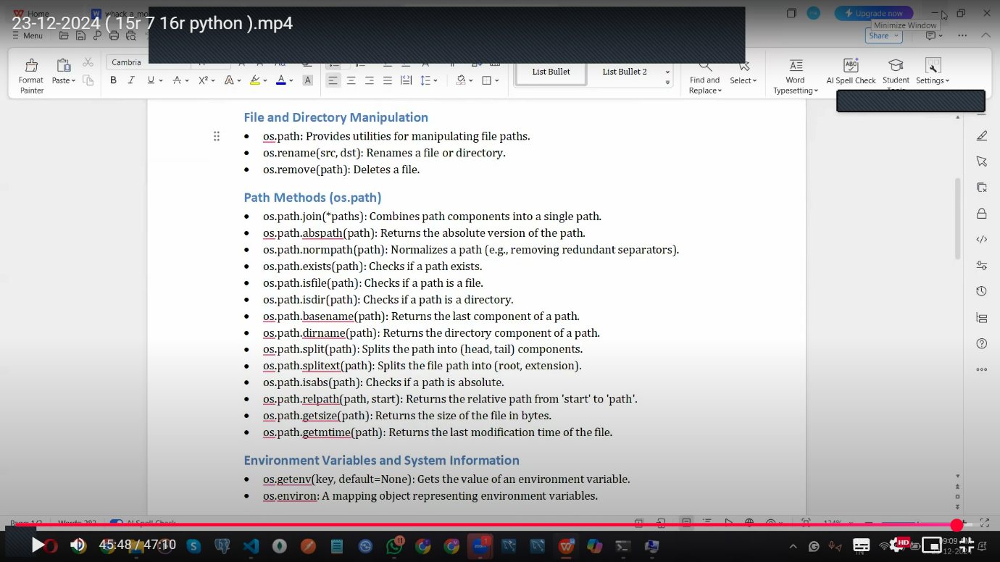 Home
whack_a_mo
Upgrade now
23-12-2024 ( 15r 7 16r python ).mp4
Minimize Window
Menu
Share
Cambria
Format Painter
Paste
List Bullet
List Bullet 2
Find and Replace
Select
Word Typesetting
AI Spell Check
Student
Settings
File and Directory Manipulation
• os.path: Provides utilities for manipulating file paths.
• os.rename(src, dst): Renames a file or directory.
• os.remove(path): Deletes a file.
Path Methods (os.path)
• os.path.join(*paths): Combines path components into a single path.
• os.path.abspath(path): Returns the absolute version of the path.
• os.path.normpath(path): Normalizes a path (e.g., removing redundant separators).
• os.path.exists(path): Checks if a path exists.
• os.path.isfile(path): Checks if a path is a file.
• os.path.isdir(path): Checks if a path is a directory.
• os.path.basename(path): Returns the last component of a path.
• os.path.dirname(path): Returns the directory component of a path.
• os.path.split(path): Splits the path into (head, tail) components.
• os.path.splitext(path): Splits the file path into (root, extension).
• os.path.isabs(path): Checks if a path is absolute.
• os.path.relpath(path, start): Returns the relative path from 'start' to 'path'.
• os.path.getsize(path): Returns the size of the file in bytes.
• os.path.getmtime(path): Returns the last modification time of the file.
Environment Variables and System Information
• os.getenv(key, default=None): Gets the value of an environment variable.
• os.environ: A mapping object representing environment variables.
45:48 / 47:10
11
1
HD